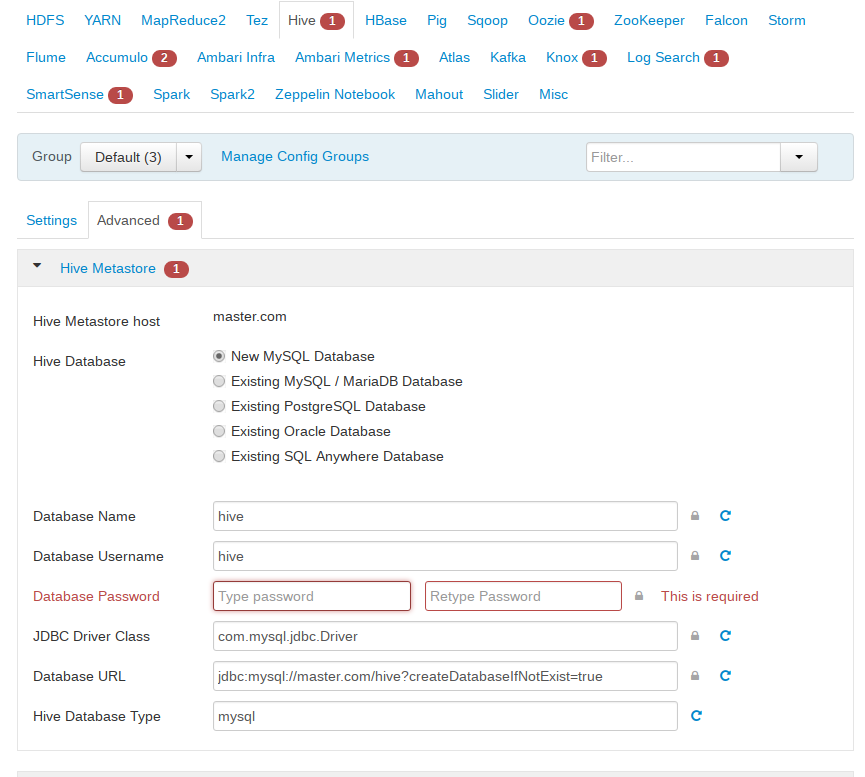 HDFS YARN MapReduce2 Tez Hive 1 HBase Pig Sqoop Oozie 1 ZooKeeper Falcon Storm
Flume Accumulo 2 Ambari Infra Ambari Metrics 1 Atlas Kafka Knox 1 Log Search 1
SmartSense 1 Spark Spark2 Zeppelin Notebook Mahout Slider Misc
Group Default (3) Manage Config Groups Filter...
Settings Advanced 1
Hive Metastore 1
Hive Metastore host master.com
Hive Database New MySQL Database
Existing MySQL / MariaDB Database
Existing PostgreSQL Database
Existing Oracle Database
Existing SQL Anywhere Database
Database Name hive
Database Username hive
Database Password Type password Retype Password This is required
JDBC Driver Class com.mysql.jdbc.Driver
Database URL jdbc:mysql://master.com/hive?createDatabaseIfNotExist=true
Hive Database Type mysql